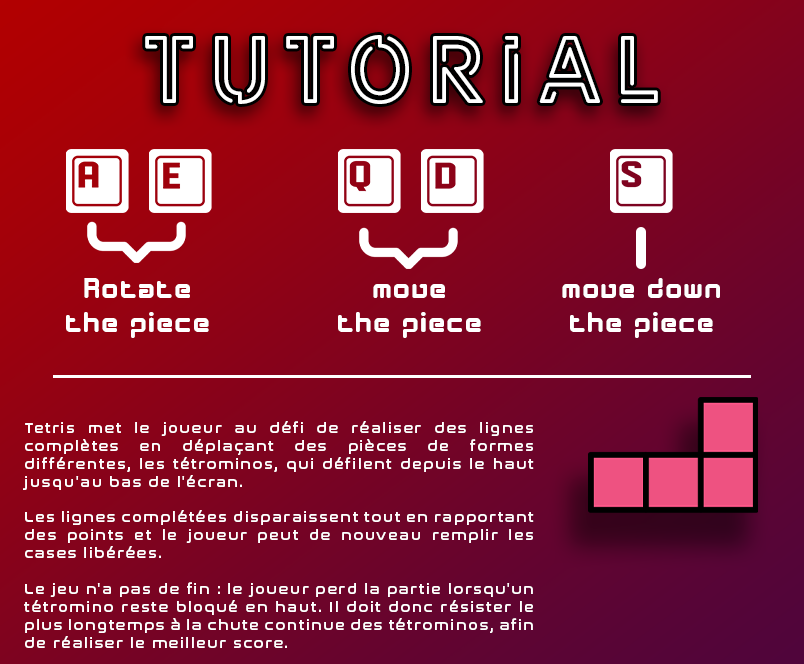 TUTORiAL
A E Q D S
Rotate move move down
the piece the piece the piece
Tetris met le joueur au défi de réaliser des lignes
complètes en déplaçant des pièces de formes
différentes, les tétrominos, qui défilent depuis le haut
jusqu'au bas de l'écran.
Les lignes complétées disparaissent tout en rapportant
des points et le joueur peut de nouveau remplir les
cases libérées.
Le jeu n'a pas de fin : le joueur perd la partie lorsqu'un
tétromino reste bloqué en haut. Il doit donc résister le
plus longtemps à la chute continue des tétrominos, afin
de réaliser le meilleur score.